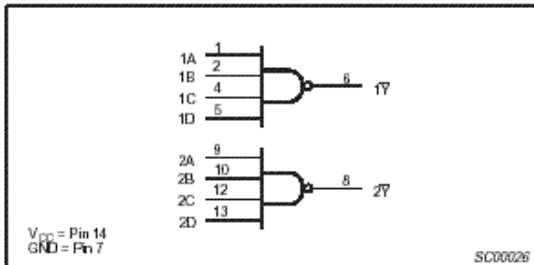 1A 1
1B 2
1C 4
1D 5
6 1Y̅
2A 9
2B 10
2C 12
2D 13
8 2Y̅
VCC = Pin 14
GND = Pin 7
SC00026